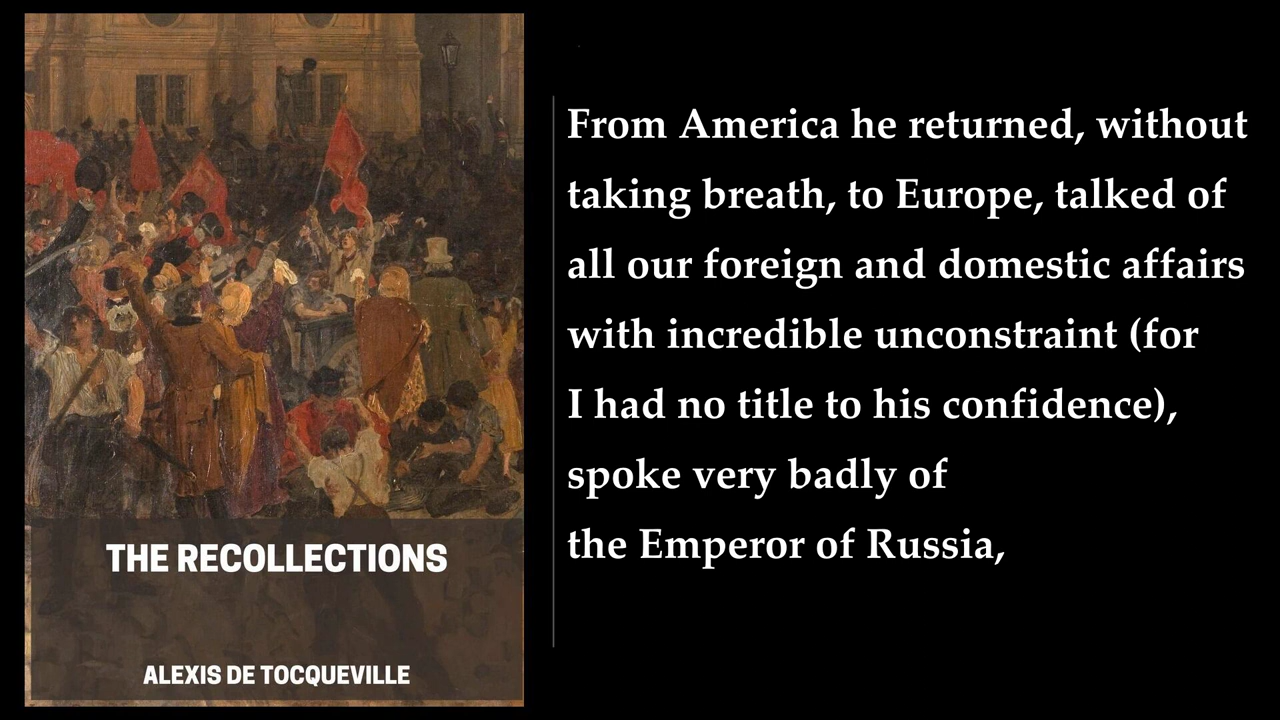 THE RECOLLECTIONS
ALEXIS DE TOCQUEVILLE
From America he returned, without
taking breath, to Europe, talked of
all our foreign and domestic affairs
with incredible unconstraint (for
I had no title to his confidence),
spoke very badly of
the Emperor of Russia,